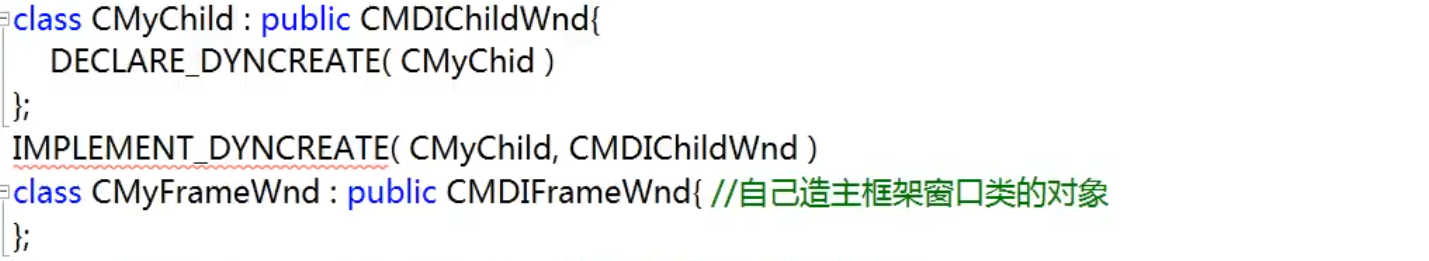 class CMyChild : public CMDIChildWnd{
DECLARE_DYNCREATE( CMyChid )
};
IMPLEMENT_DYNCREATE( CMyChild, CMDIChildWnd )
class CMyFrameWnd : public CMDIFrameWnd{ //自己造主框架窗口类的对象
};